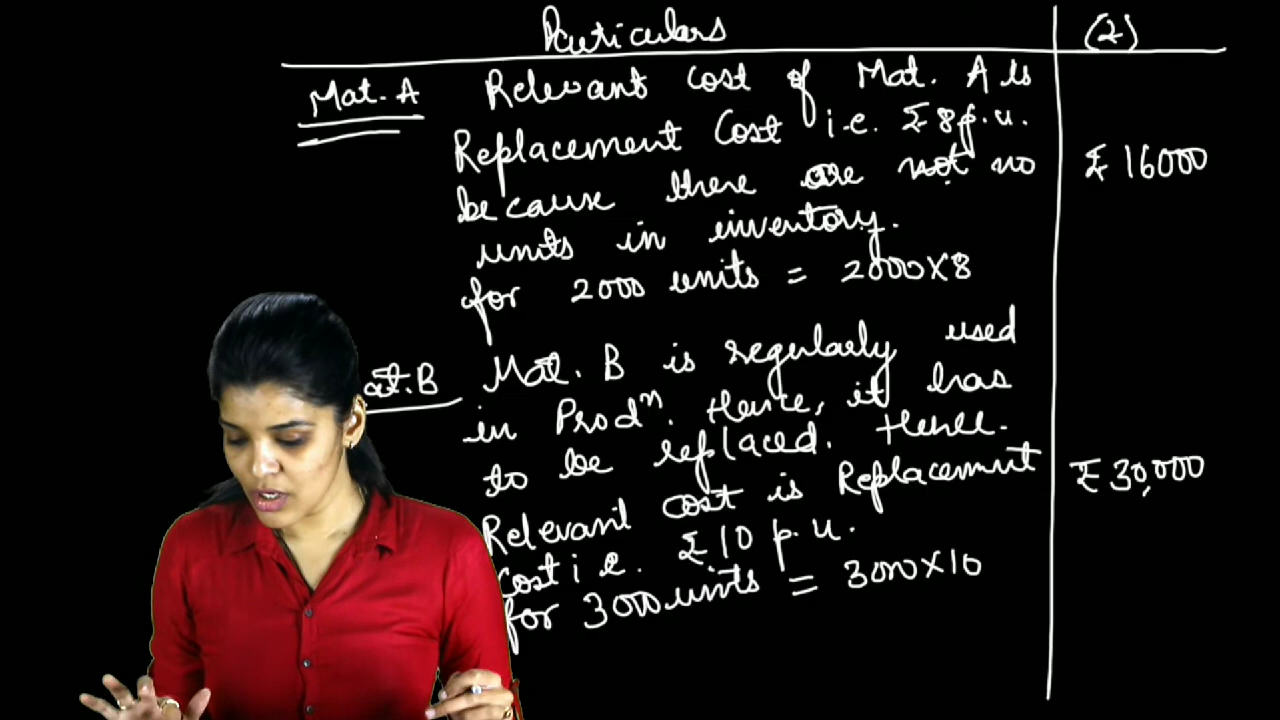 Particulars (₹)
Mat. A Relevant cost of Mat. A is
Replacement Cost i.e. ₹8 p.u.
because there are not no ₹16000
units in inventory.
for 2000 units = 2000×8
at. B Mat. B is regularly used
in Prodⁿ. Hence, it has
to be replaced. Hence.
Relevant cost is Replacement ₹30,000
cost i e. ₹10 p.u.
for 3000 units = 3000×10